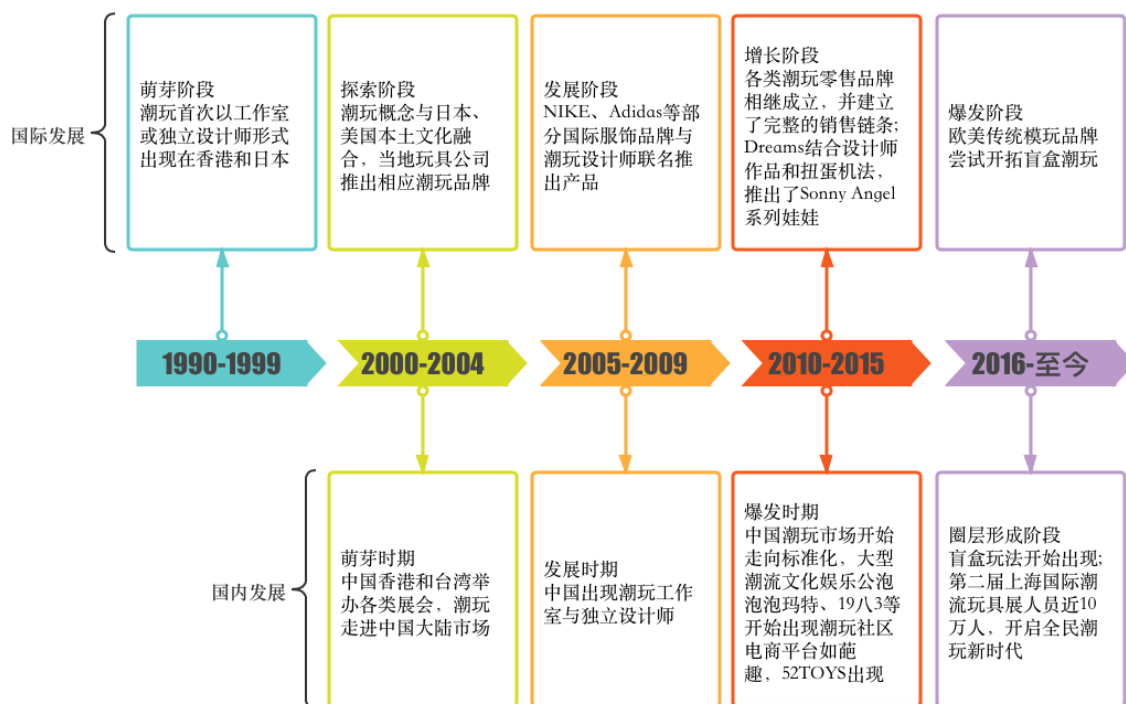 国际发展
萌芽阶段
潮玩首次以工作室
或独立设计师形式
出现在香港和日本
探索阶段
潮玩概念与日本、
美国本土文化融
合，当地玩具公司
推出相应潮玩品牌
发展阶段
NIKE、Adidas等部
分国际服饰品牌与
潮玩设计师联名推
出产品
增长阶段
各类潮玩零售品牌
相继成立，并建立
了完整的销售链条;
Dreams结合设计师
作品和扭蛋机法，
推出了Sonny Angel
系列娃娃
爆发阶段
欧美传统模玩品牌
尝试开拓盲盒潮玩
1990-1999
2000-2004
2005-2009
2010-2015
2016-至今
国内发展
萌芽时期
中国香港和台湾举
办各类展会，潮玩
走进中国大陆市场
发展时期
中国出现潮玩工作
室与独立设计师
爆发时期
中国潮玩市场开始
走向标准化，大型
潮流文化娱乐公泡
泡泡玛特、19八3等
开始出现潮玩社区
电商平台如葩
趣，52TOYS出现
圈层形成阶段
盲盒玩法开始出现;
第二届上海国际潮
流玩具展人员近10
万人，开启全民潮
玩新时代